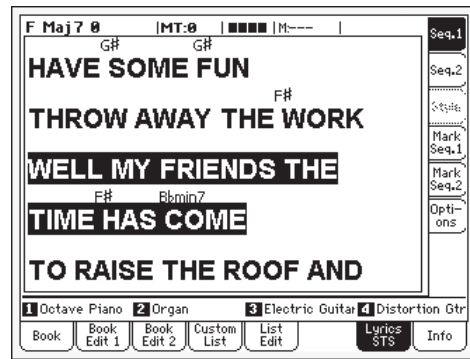 F Maj7 0 |MT:0 |■■■■ |M:--- |
G# G#
HAVE SOME FUN
F#
THROW AWAY THE WORK
WELL MY FRIENDS THE
F# Bbmin7
TIME HAS COME
TO RAISE THE ROOF AND
1 Octave Piano 2 Organ 3 Electric Guitar 4 Distortion Gtr
Book
Book Edit 1
Book Edit 2
Custom List
List Edit
Lyrics STS
Info
Seq.1
Seq.2
Style
Mark Seq.1
Mark Seq.2
Opti-
ons